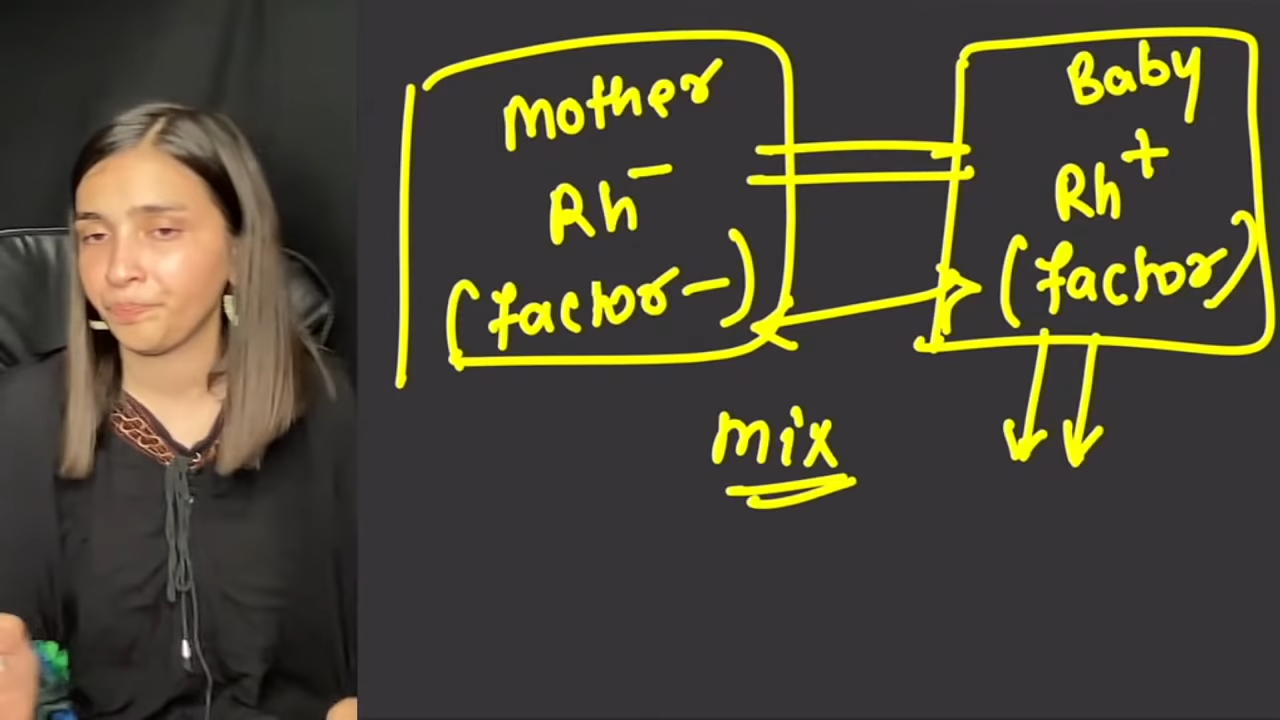 Mother
Rh⁻
(factor-)
Baby
Rh⁺
(factor)
mix